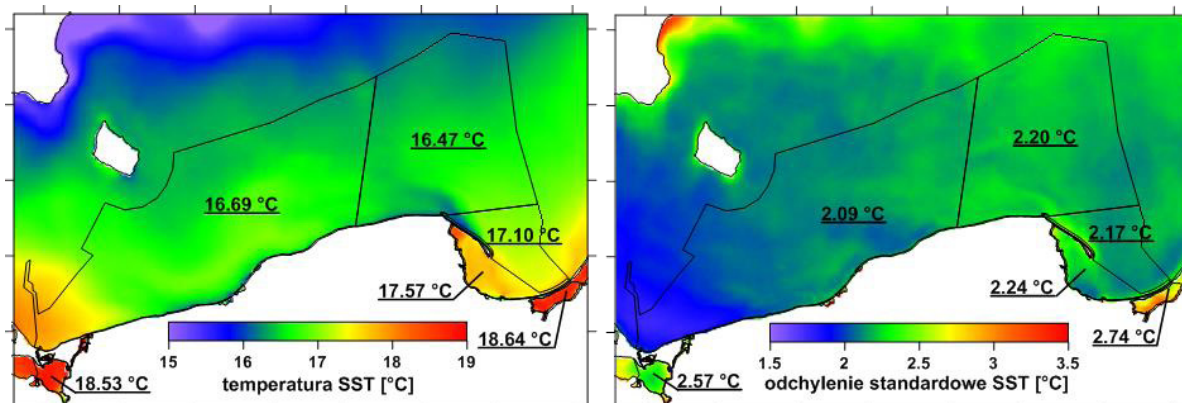 16.47 °C
16.69 °C
17.10 °C
17.57 °C
18.64 °C
18.53 °C
15 16 17 18 19
temperatura SST [°C]
2.20 °C
2.09 °C
2.17 °C
2.24 °C
2.74 °C
2.57 °C
1.5 2 2.5 3 3.5
odchylenie standardowe SST [°C]